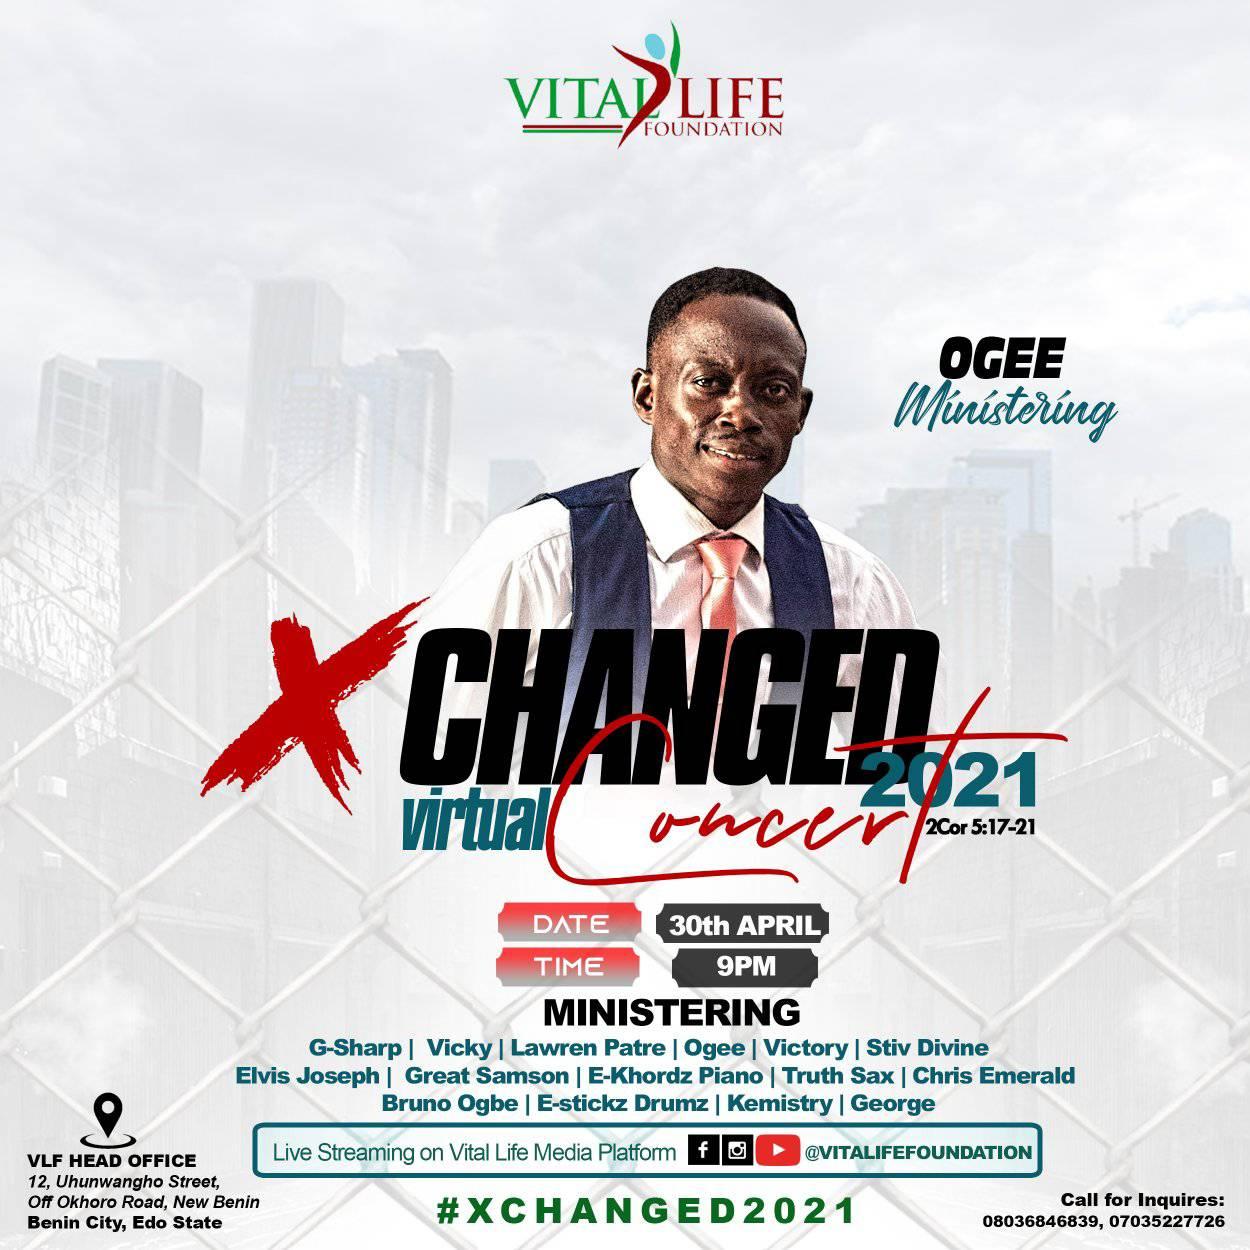 VITAL LIFE
FOUNDATION
OGEE
Ministering
X CHANGED
virtual Concert 2021
2Cor 5:17-21
DATE 30th APRIL
TIME 9PM
MINISTERING
G-Sharp | Vicky | Lawren Patre | Ogee | Victory | Stiv Divine
Elvis Joseph | Great Samson | E-Khordz Piano | Truth Sax | Chris Emerald
Bruno Ogbe | E-stickz Drumz | Kemistry | George
Live Streaming on Vital Life Media Platform @VITALIFEFOUNDATION
VLF HEAD OFFICE
12, Uhunwangho Street,
Off Okhoro Road, New Benin
Benin City, Edo State
#XCHANGED2021
Call for Inquires:
08036846839, 07035227726